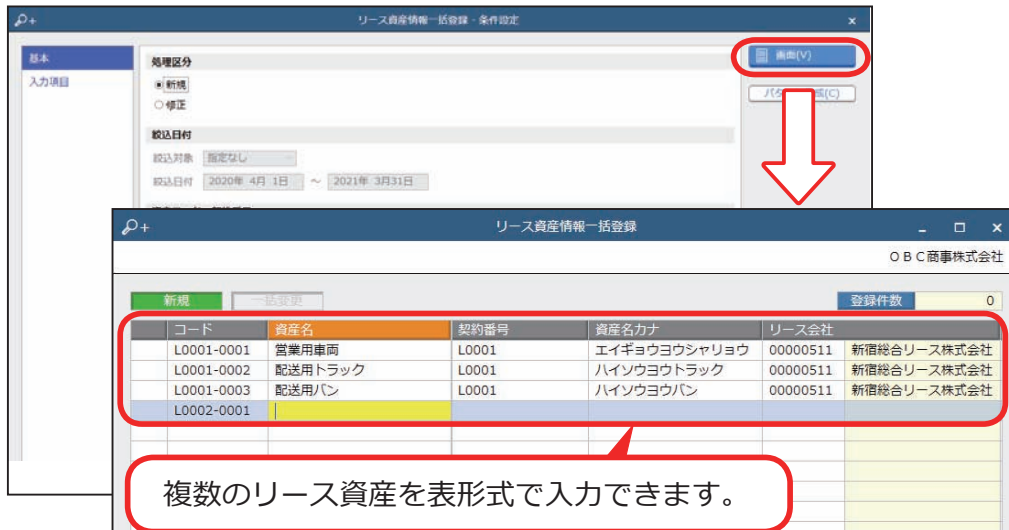 リース資産情報一括登録 - 条件設定
基本
入力項目
処理区分
新規
修正
画面(V)
絞込日付
絞込対象 指定なし
絞込日付 2020年 4月 1日 ～ 2021年 3月31日
リース資産情報一括登録
ＯＢＣ商事株式会社
新規 一括変更 登録件数 0
コード 資産名 契約番号 資産名カナ リース会社
L0001-0001 営業用車両 L0001 エイギョウヨウシャリョウ 00000511 新宿総合リース株式会社
L0001-0002 配送用トラック L0001 ハイソウヨウトラック 00000511 新宿総合リース株式会社
L0001-0003 配送用バン L0001 ハイソウヨウバン 00000511 新宿総合リース株式会社
L0002-0001
複数のリース資産を表形式で入力できます。